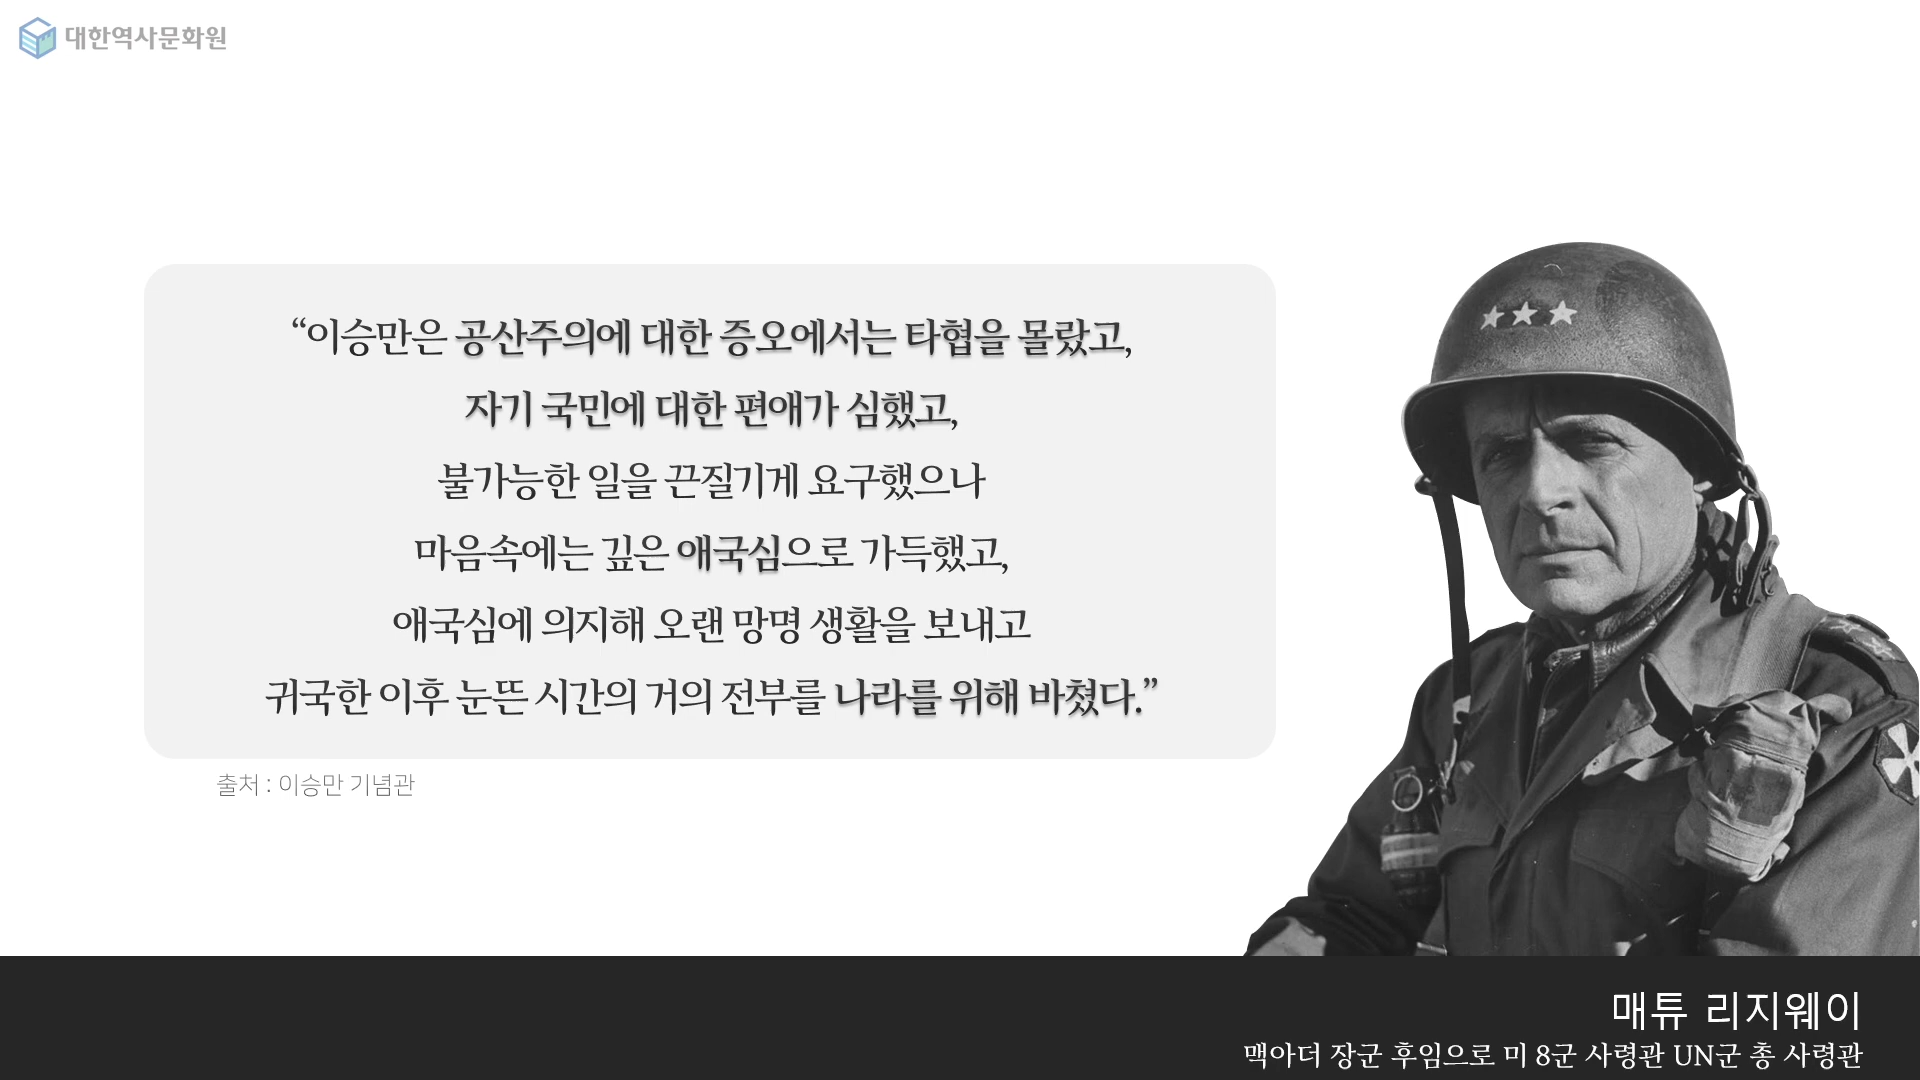 대한역사문화원
“이승만은 공산주의에 대한 증오에서는 타협을 몰랐고,
자기 국민에 대한 편애가 심했고,
불가능한 일을 끈질기게 요구했으나
마음속에는 깊은 애국심으로 가득했고,
애국심에 의지해 오랜 망명 생활을 보내고
귀국한 이후 눈뜬 시간의 거의 전부를 나라를 위해 바쳤다.”
출처 : 이승만 기념관
매튜 리지웨이
맥아더 장군 후임으로 미 8군 사령관 UN군 총 사령관